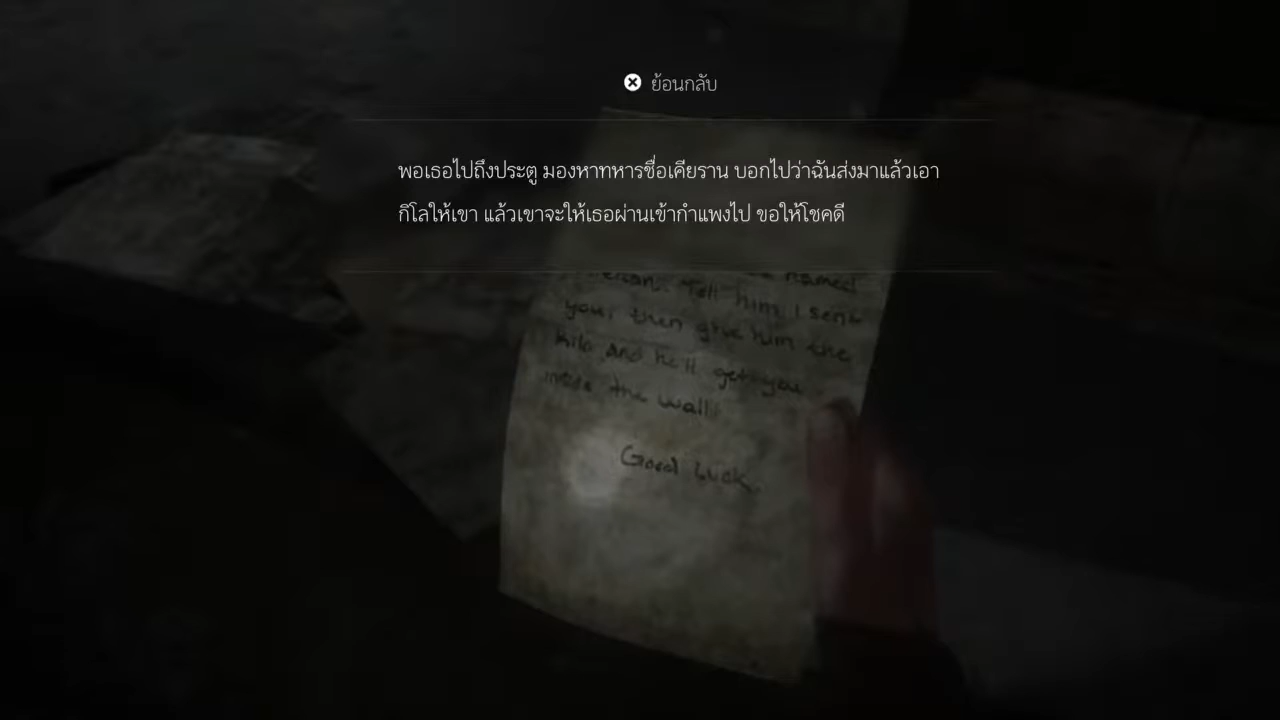 ย้อนกลับ
พอเธอไปถึงประตู มองหาทหารชื่อเคียราน บอกไปว่าฉันส่งมาแล้วเอา
กิโลให้เขา แล้วเขาจะให้เธอผ่านเข้ากำแพงไป ขอให้โชคดี
named
Tell him I sent
you, then give him the
kilo and he'll get you
inside the wall.
Good Luck.